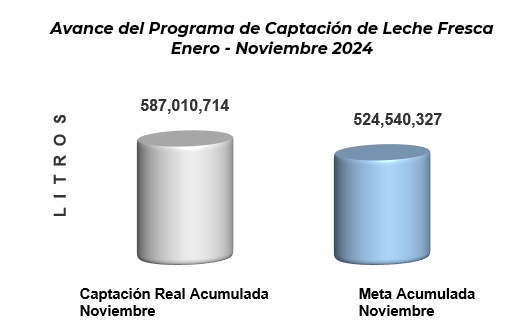 Avance del Programa de Captación de Leche Fresca
Enero - Noviembre 2024
587,010,714
524,540,327
LITROS
Captación Real Acumulada
Noviembre
Meta Acumulada
Noviembre